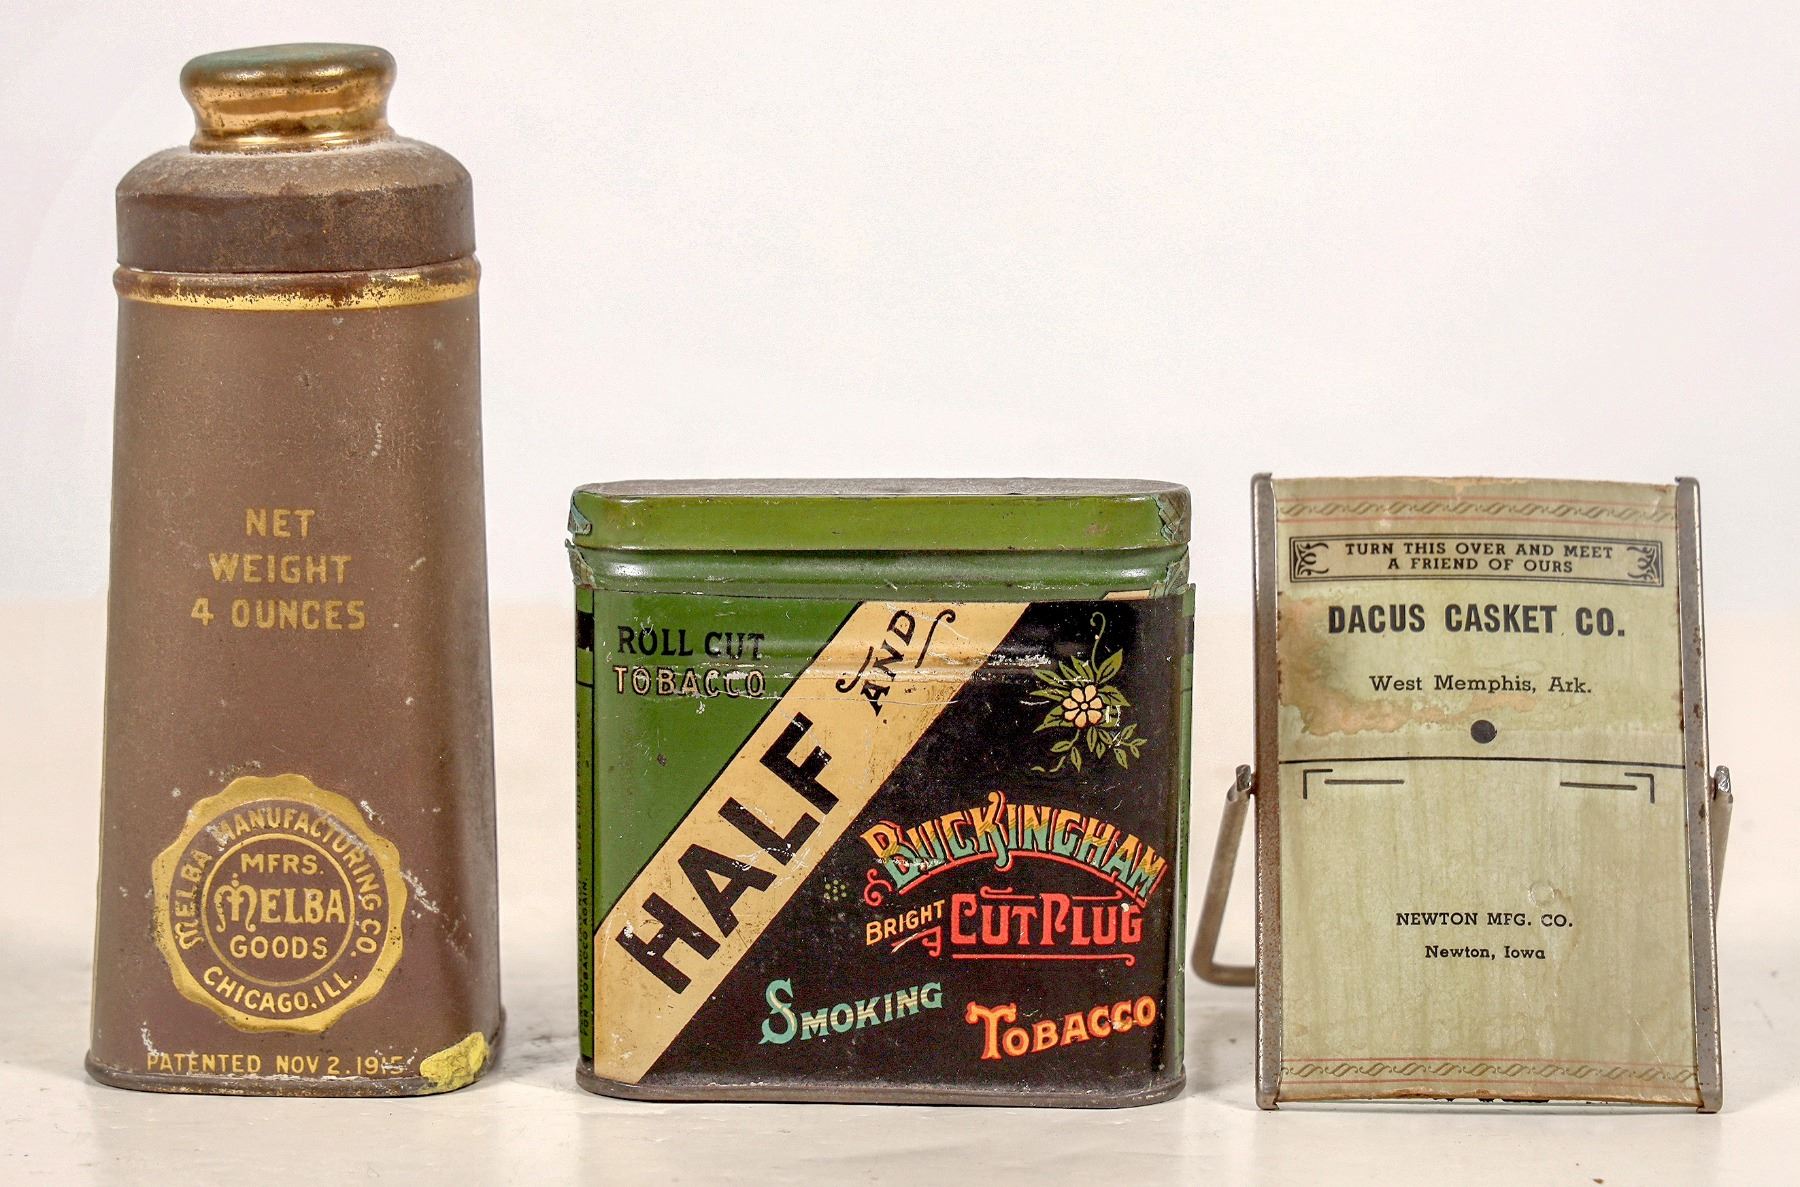 NET
WEIGHT
4 OUNCES
MELBA MANUFACTURING CO.
MFRS.
MELBA
GOODS
CHICAGO, ILL.
PATENTED NOV 2. 1915
ROLL CUT
TOBACCO
HALF AND
BUCKINGHAM
BRIGHT CUT PLUG
SMOKING TOBACCO
TURN THIS OVER AND MEET
A FRIEND OF OURS
DACUS CASKET CO.
West Memphis, Ark.
NEWTON MFG. CO.
Newton, Iowa